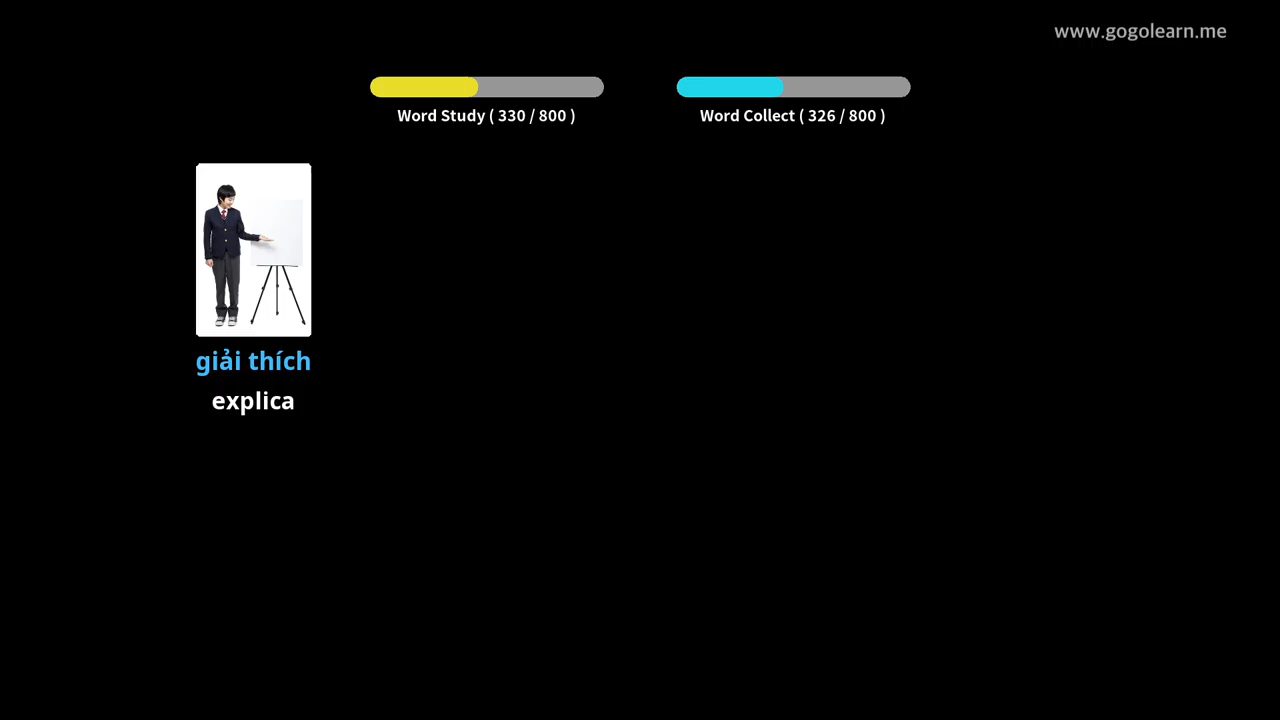 www.gogolearn.me
Word Study ( 330 / 800 )
Word Collect ( 326 / 800 )
giải thích
explica